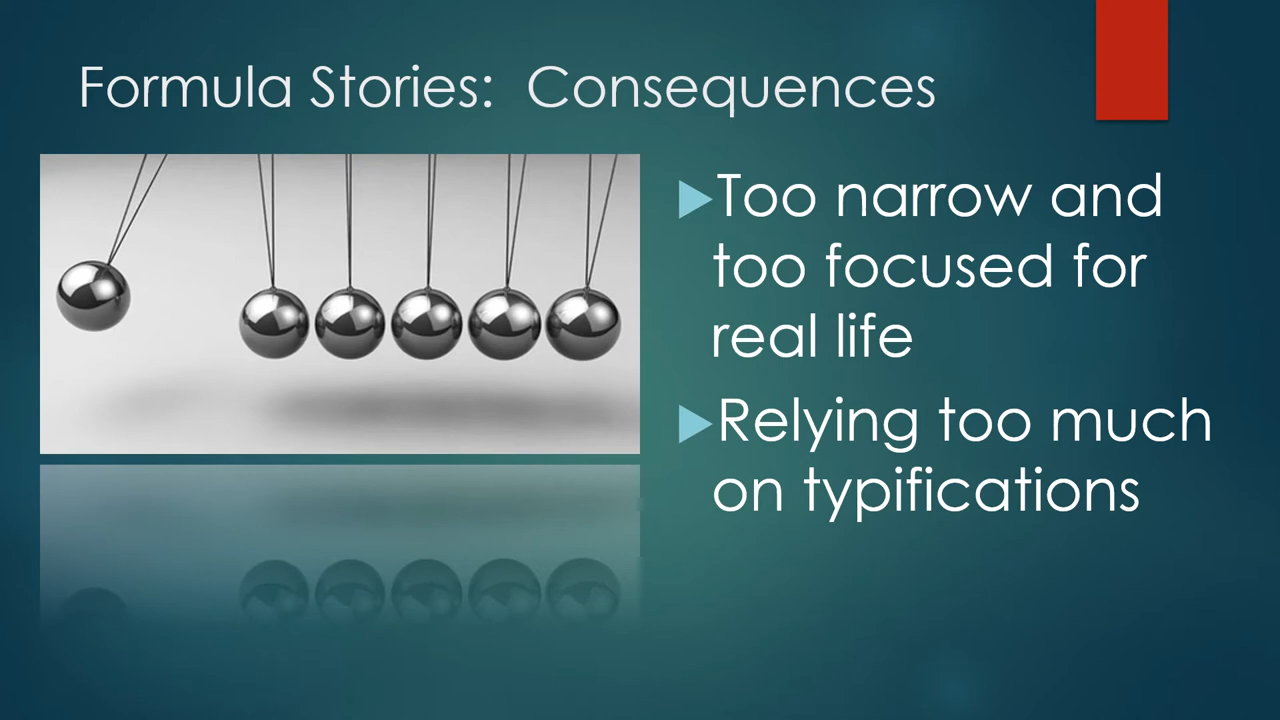 Formula Stories:  Consequences
Too narrow and
too focused for
real life
Relying too much
on typifications